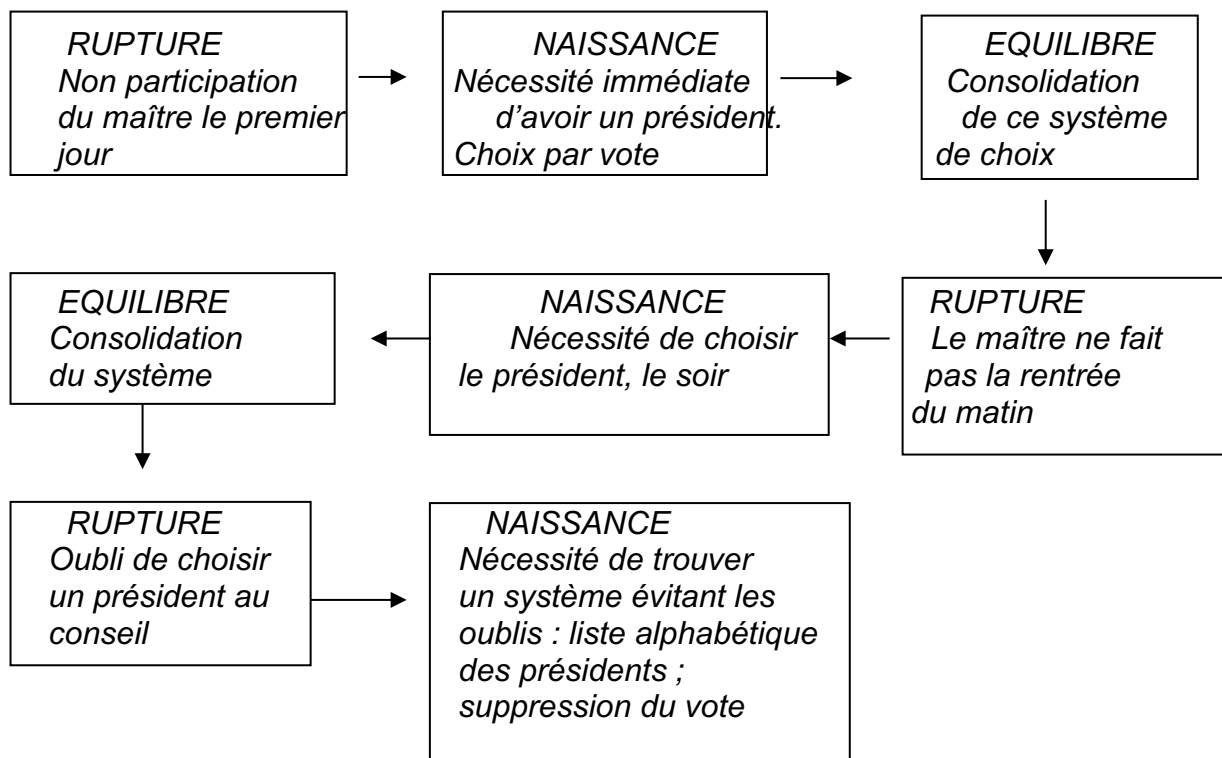 RUPTURE
Non participation
du maître le premier
jour
NAISSANCE
Nécessité immédiate
d'avoir un président.
Choix par vote
EQUILIBRE
Consolidation
de ce système
de choix
RUPTURE
Le maître ne fait
pas la rentrée
du matin
NAISSANCE
Nécessité de choisir
le président, le soir
EQUILIBRE
Consolidation
du système
RUPTURE
Oubli de choisir
un président au
conseil
NAISSANCE
Nécessité de trouver
un système évitant les
oublis : liste alphabétique
des présidents ;
suppression du vote